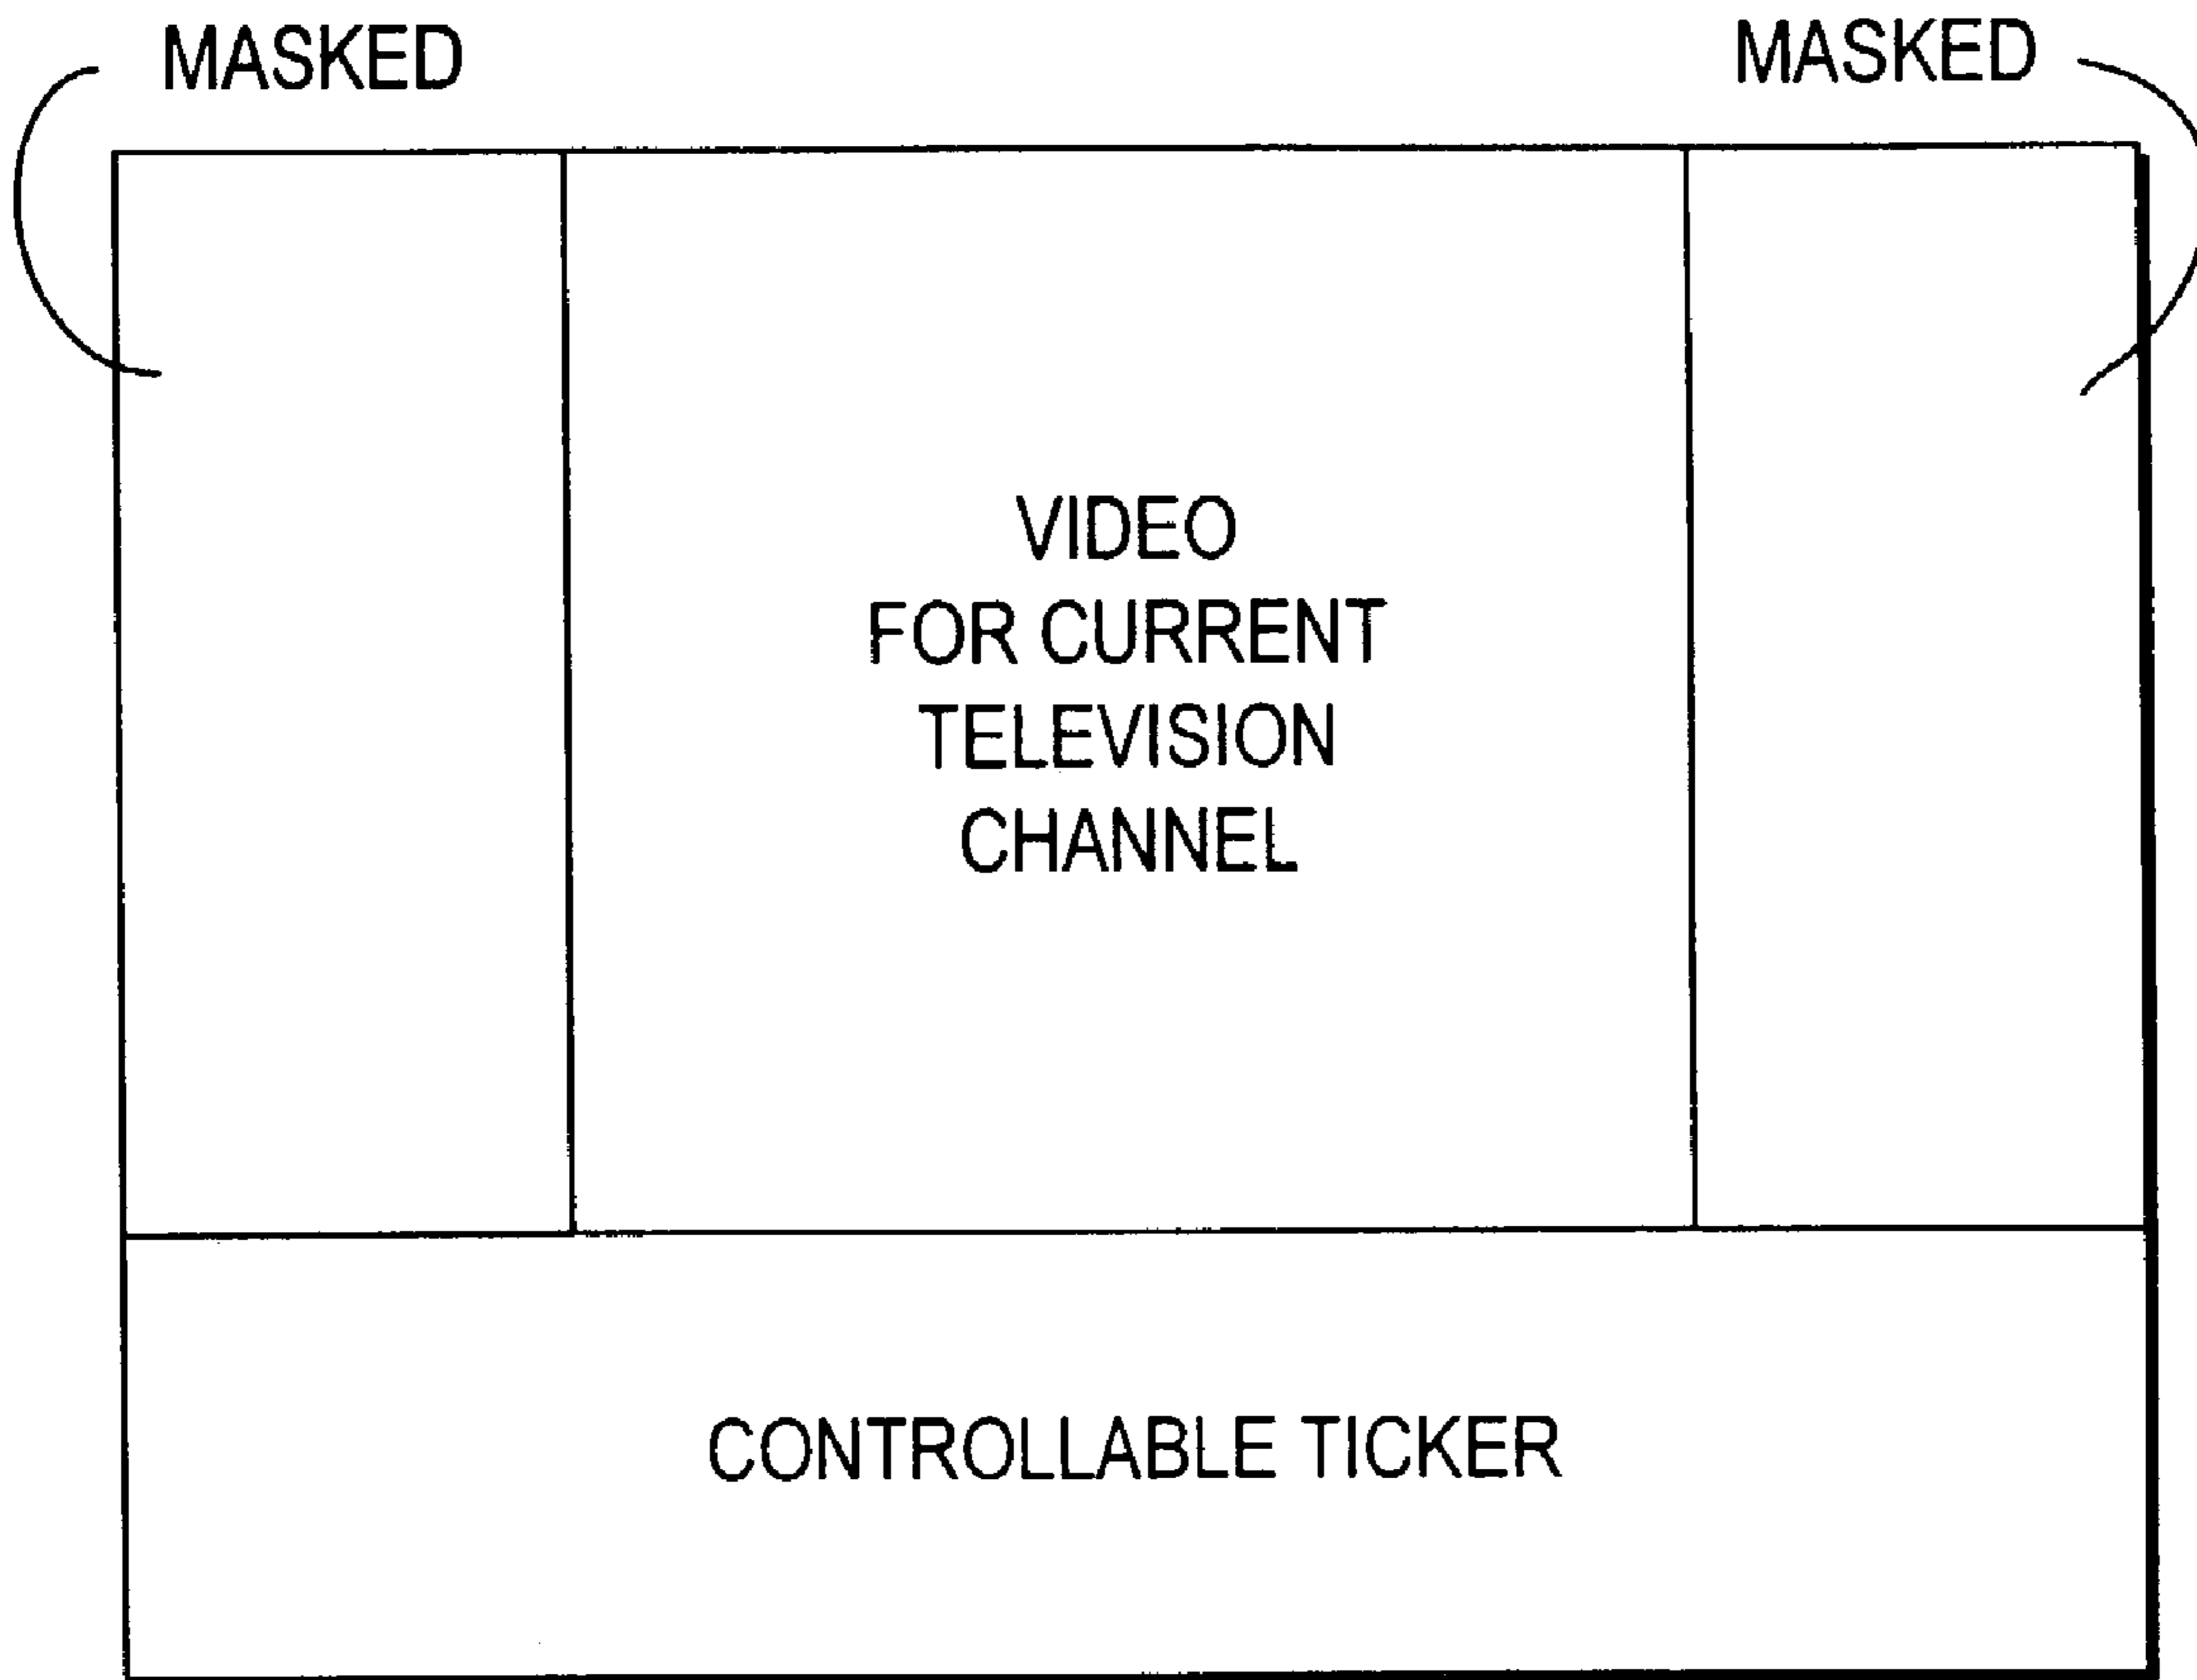 MASKED
MASKED
VIDEO
FOR CURRENT
TELEVISION
CHANNEL
CONTROLLABLE TICKER